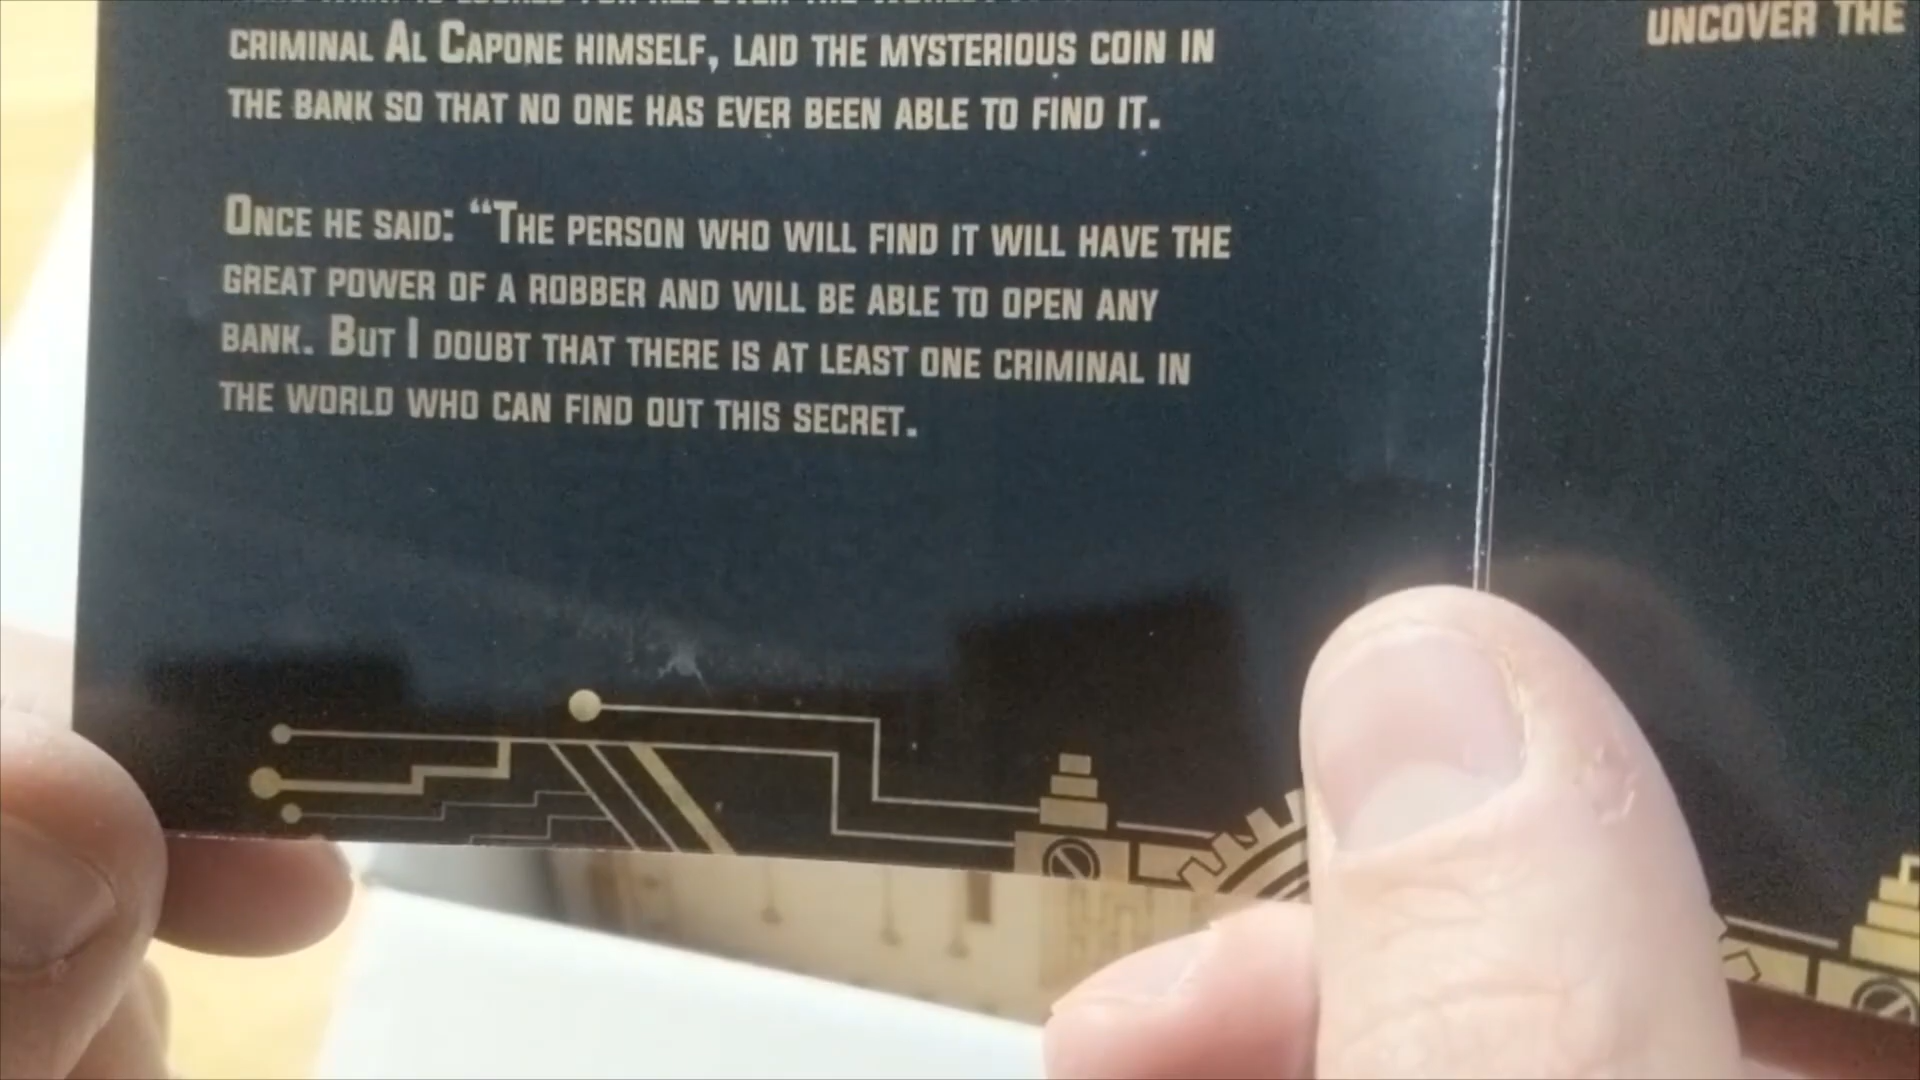 CRIMINAL AL CAPONE HIMSELF, LAID THE MYSTERIOUS COIN IN
THE BANK SO THAT NO ONE HAS EVER BEEN ABLE TO FIND IT.
ONCE HE SAID: “THE PERSON WHO WILL FIND IT WILL HAVE THE
GREAT POWER OF A ROBBER AND WILL BE ABLE TO OPEN ANY
BANK. BUT I DOUBT THAT THERE IS AT LEAST ONE CRIMINAL IN
THE WORLD WHO CAN FIND OUT THIS SECRET.
UNCOVER THE